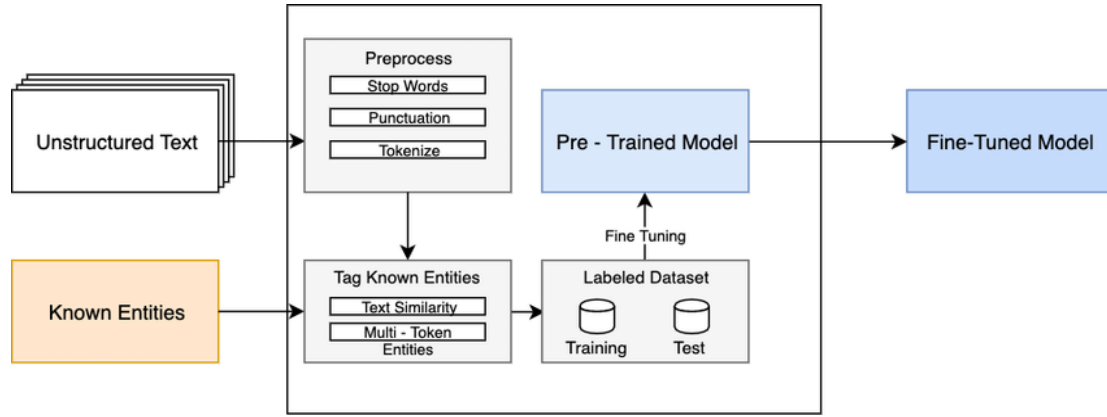 Preprocess
Stop Words
Punctuation
Tokenize
Unstructured Text
Pre - Trained Model
Fine-Tuned Model
Fine Tuning
Known Entities
Tag Known Entities
Text Similarity
Multi - Token
Entities
Labeled Dataset
Training
Test